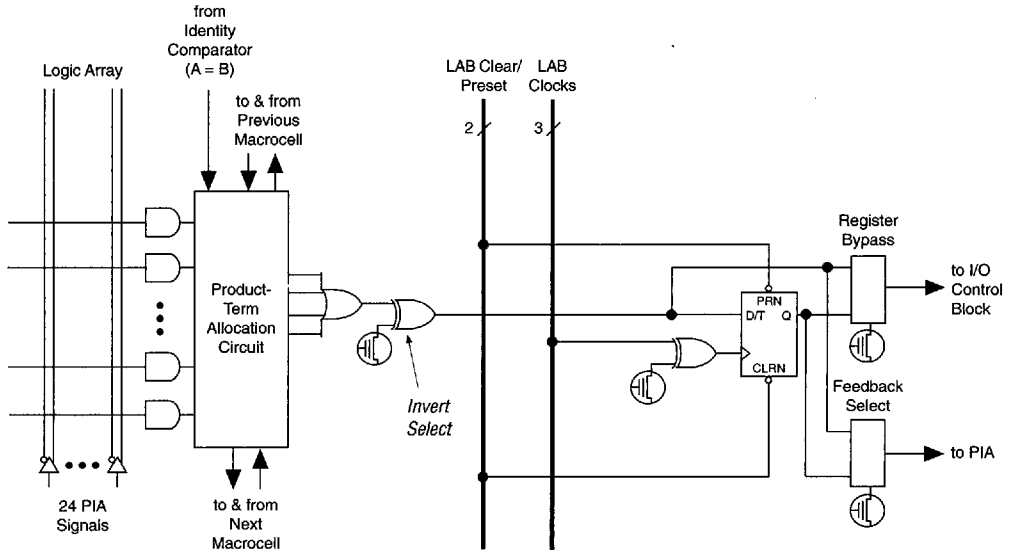 from
Identity
Comparator
(A = B)
Logic Array
to & from
Previous
Macrocell
LAB Clear/
Preset
LAB
Clocks
2
3
Register
Bypass
to I/O
Control
Block
Product-
Term
Allocation
Circuit
PRN
D/T Q
CLRN
Invert
Select
Feedback
Select
to PIA
24 PIA
Signals
to & from
Next
Macrocell